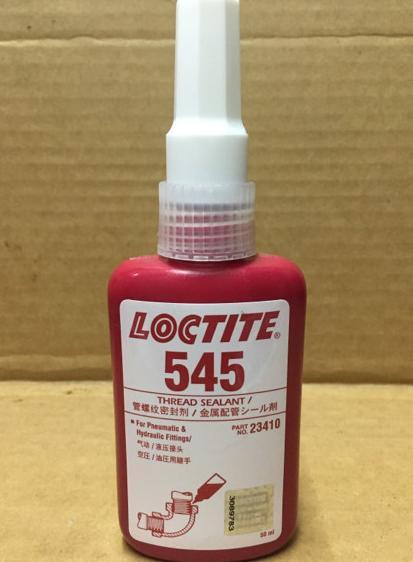 LOCTITE®
545
THREAD SEALANT /
管螺纹密封剂 / 金属配管シール剤
▪ For Pneumatic &
Hydraulic Fittings/
气动 / 液压接头
空圧 / 油圧用継手
PART NO. 23410
3089783
50 ml